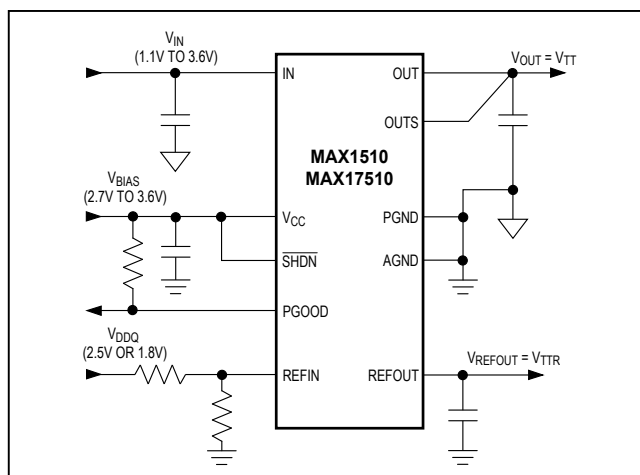 VIN
(1.1V TO 3.6V)
IN
OUT
VOUT = VTT
OUTS
MAX1510
MAX17510
VBIAS
(2.7V TO 3.6V)
VCC
PGND
SHDN
AGND
PGOOD
VDDQ
(2.5V OR 1.8V)
REFIN
REFOUT
VREFOUT = VTTR